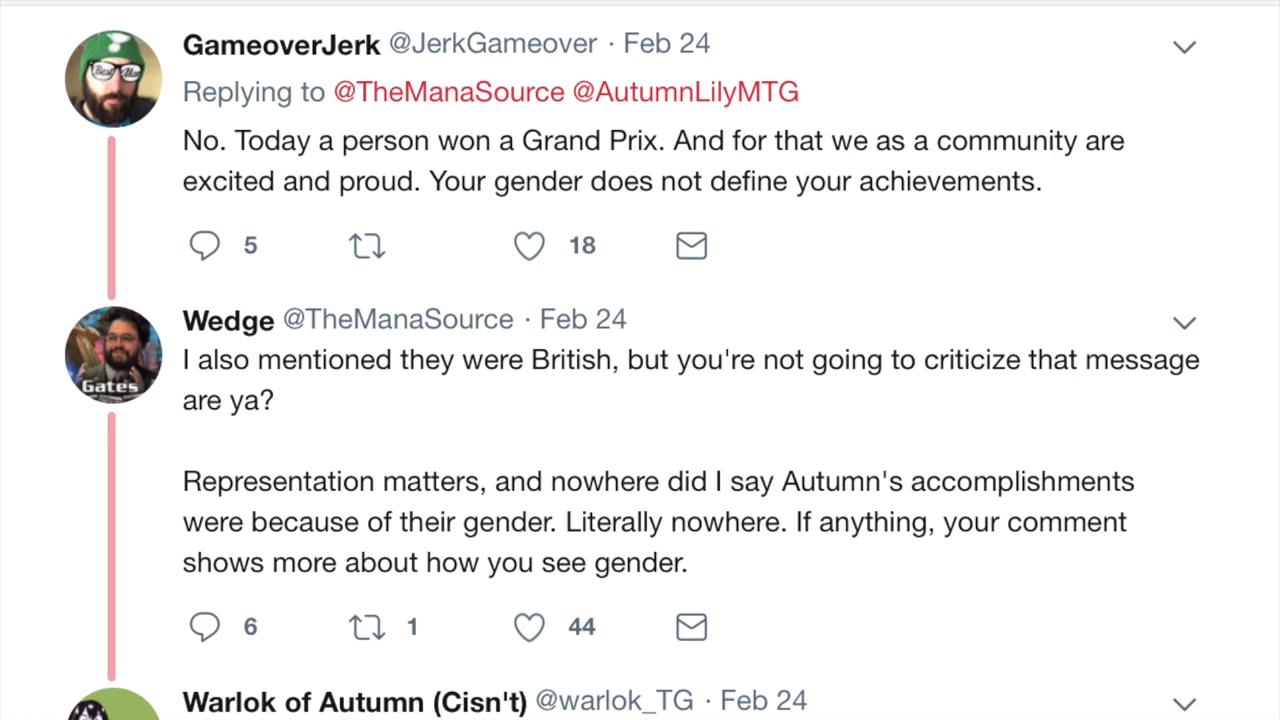 GameoverJerk @JerkGameover · Feb 24
Replying to @TheManaSource @AutumnLilyMTG
No. Today a person won a Grand Prix. And for that we as a community are
excited and proud. Your gender does not define your achievements.
5 18
Wedge @TheManaSource · Feb 24
I also mentioned they were British, but you're not going to criticize that message
are ya?
Gates
Representation matters, and nowhere did I say Autumn's accomplishments
were because of their gender. Literally nowhere. If anything, your comment
shows more about how you see gender.
6 1 44
Warlok of Autumn (Cisn't) @warlok_TG · Feb 24